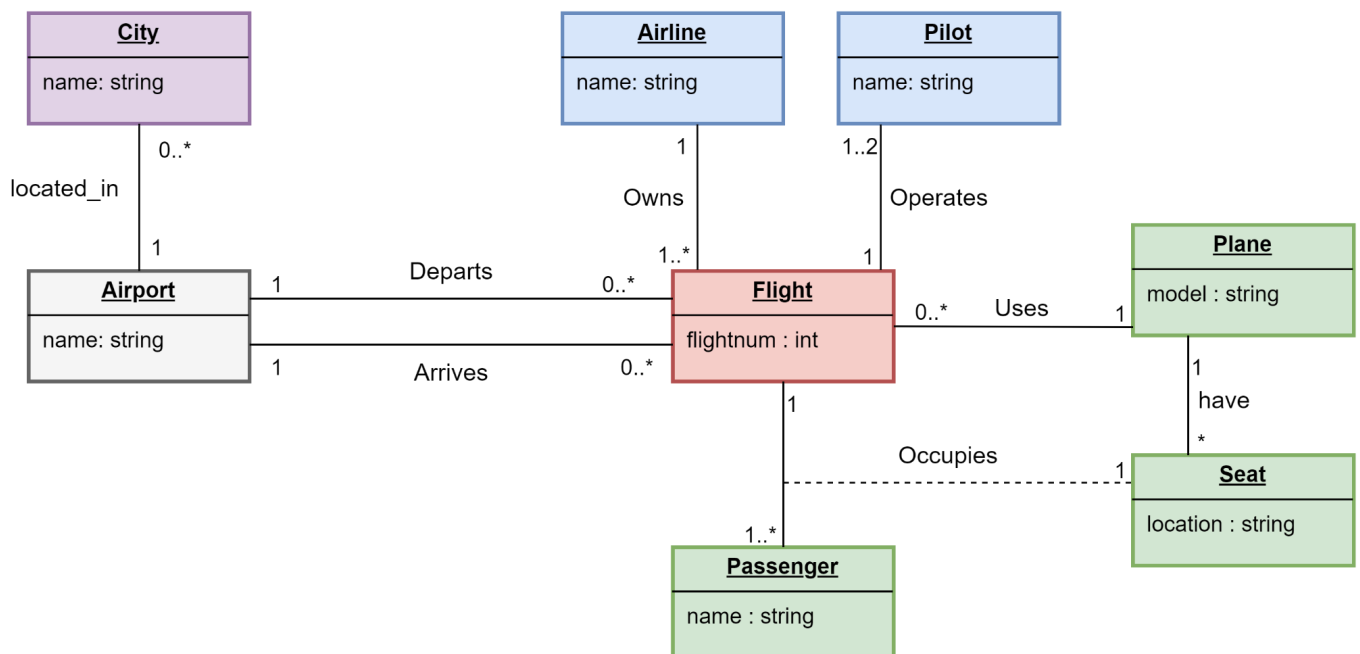 City
name: string
Airline
name: string
Pilot
name: string
0..*
1
1..2
located_in
Owns
Operates
1
1..*
1
Airport
name: string
1
Departs
0..*
1
Arrives
0..*
Flight
flightnum : int
0..*
Uses
1
Plane
model : string
1
have
*
1
Occupies
1
Seat
location : string
1..*
Passenger
name : string